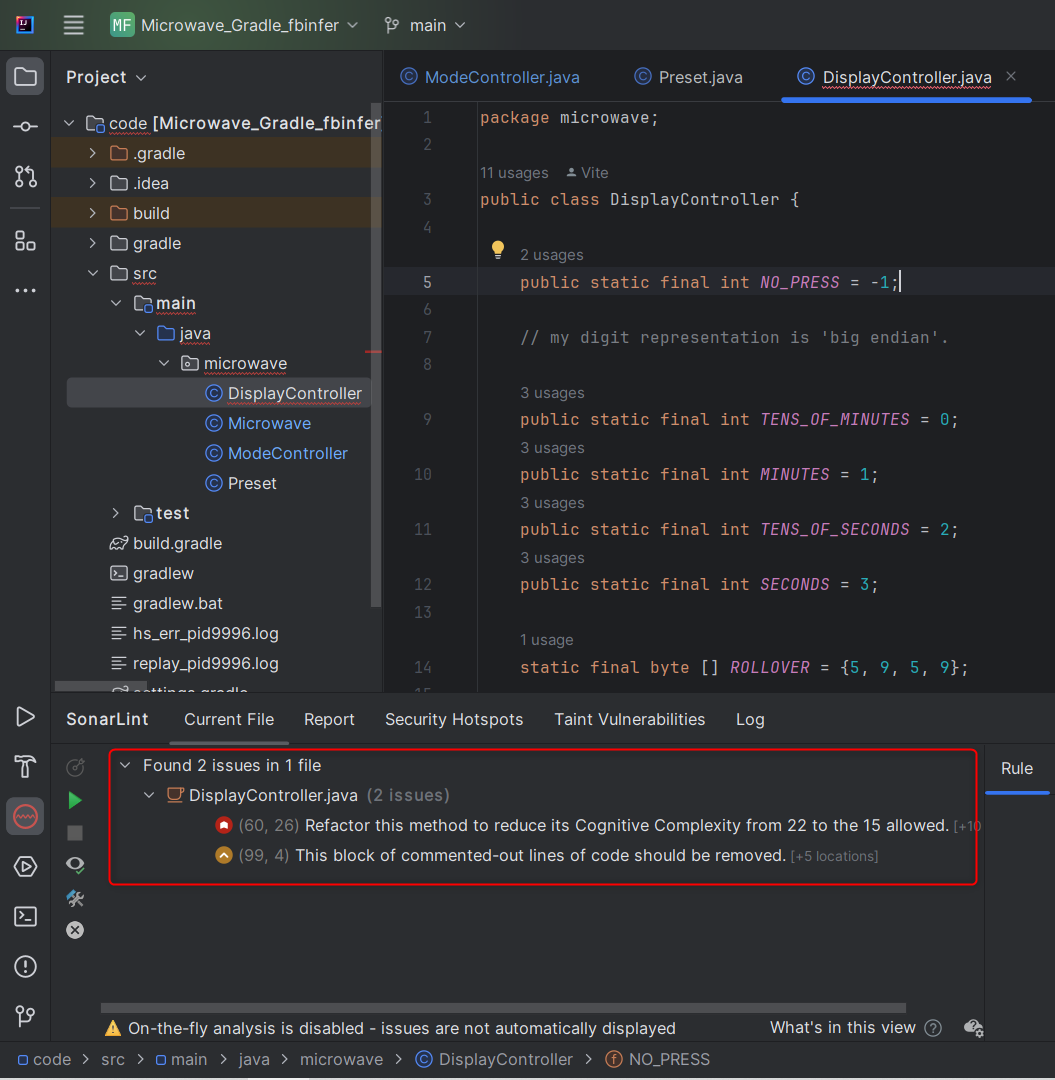 MF Microwave_Gradle_fbinfer main
Project
code [Microwave_Gradle_fbinfer
.gradle
.idea
build
gradle
src
main
java
microwave
DisplayController
Microwave
ModeController
Preset
test
build.gradle
gradlew
gradlew.bat
hs_err_pid9996.log
replay_pid9996.log
settings.gradle
ModeController.java Preset.java DisplayController.java
1 package microwave;
2
11 usages Vite
3 public class DisplayController {
4
2 usages
5 public static final int NO_PRESS = -1;
6
7 // my digit representation is 'big endian'.
8
3 usages
9 public static final int TENS_OF_MINUTES = 0;
3 usages
10 public static final int MINUTES = 1;
3 usages
11 public static final int TENS_OF_SECONDS = 2;
3 usages
12 public static final int SECONDS = 3;
13
1 usage
14 static final byte [] ROLLOVER = {5, 9, 5, 9};
15
SonarLint Current File Report Security Hotspots Taint Vulnerabilities Log
Found 2 issues in 1 file
DisplayController.java (2 issues)
(60, 26) Refactor this method to reduce its Cognitive Complexity from 22 to the 15 allowed. [+10
(99, 4) This block of commented-out lines of code should be removed. [+5 locations]
Rule
On-the-fly analysis is disabled - issues are not automatically displayed What's in this view
code > src > main > java > microwave > DisplayController > NO_PRESS